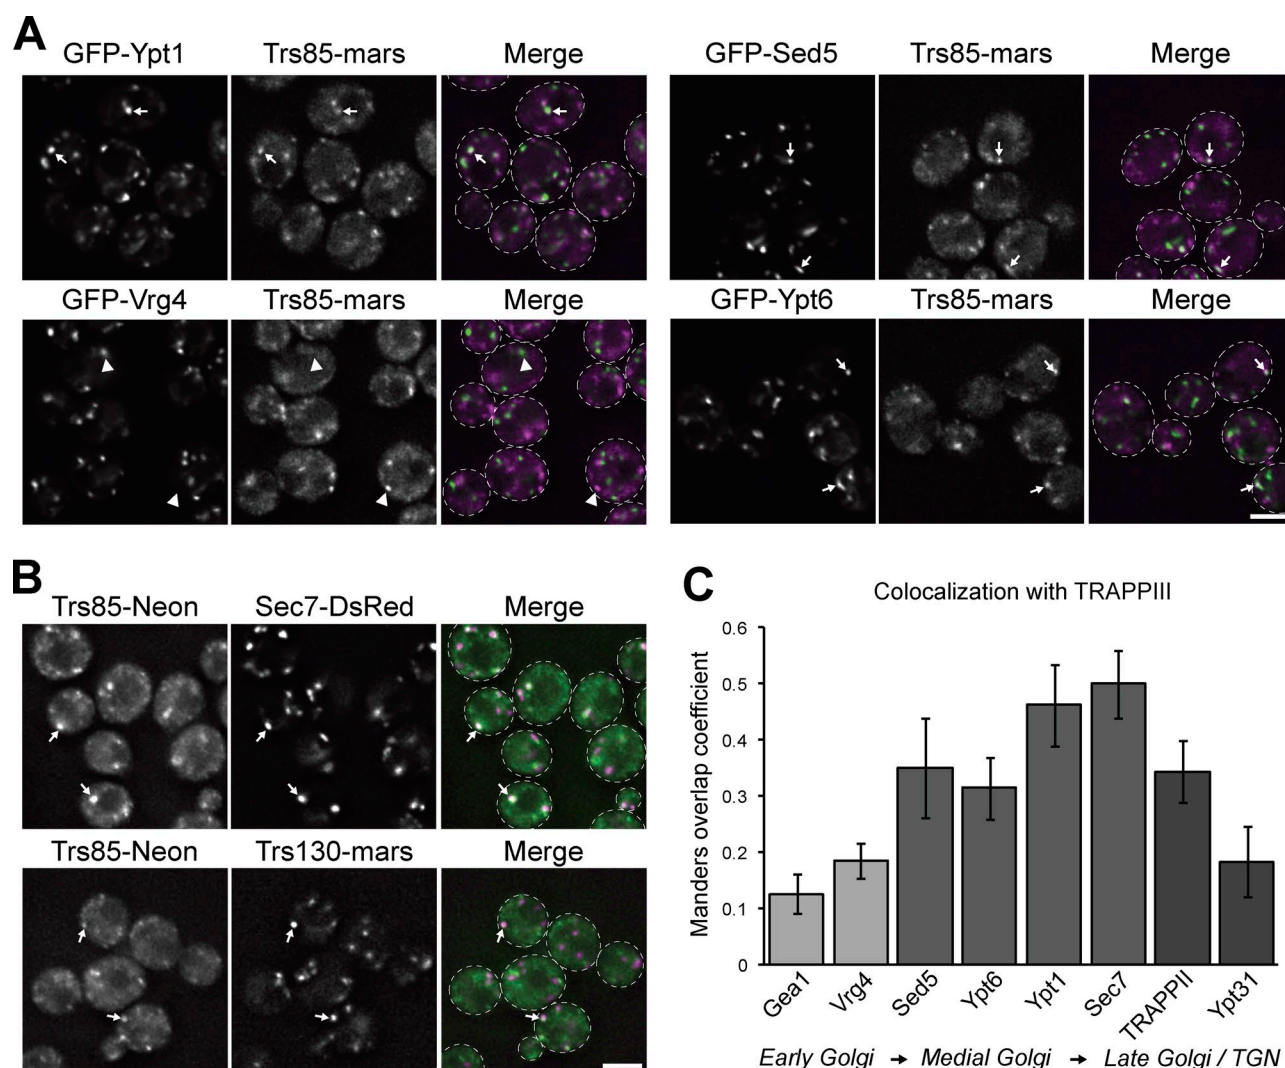 A
GFP-Ypt1 Trs85-mars Merge
GFP-Sed5 Trs85-mars Merge
GFP-Vrg4 Trs85-mars Merge
GFP-Ypt6 Trs85-mars Merge
B
Trs85-Neon Sec7-DsRed Merge
Trs85-Neon Trs130-mars Merge
C
Colocalization with TRAPPIII
Manders overlap coefficient
0.6
0.5
0.4
0.3
0.2
0.1
0
Gea1 Vrg4 Sed5 Ypt6 Ypt1 Sec7 TRAPPII Ypt31
Early Golgi → Medial Golgi → Late Golgi / TGN